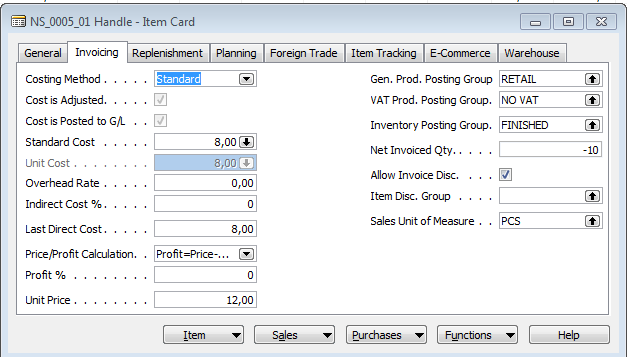 NS_0005_01 Handle - Item Card
General Invoicing Replenishment Planning Foreign Trade Item Tracking E-Commerce Warehouse
Costing Method . . . . . Standard
Cost is Adjusted. . . . . .
Cost is Posted to G/L . .
Standard Cost . . . . . . 8,00
Unit Cost . . . . . . . . . 8,00
Overhead Rate . . . . . . 0,00
Indirect Cost %. . . . . . 0
Last Direct Cost. . . . . . 8,00
Price/Profit Calculation. . Profit=Price-...
Profit % . . . . . . . . . 0
Unit Price . . . . . . . . 12,00
Gen. Prod. Posting Group RETAIL
VAT Prod. Posting Group. NO VAT
Inventory Posting Group. FINISHED
Net Invoiced Qty. . . . . -10
Allow Invoice Disc. . . . .
Item Disc. Group . . . .
Sales Unit of Measure . . PCS
Item Sales Purchases Functions Help